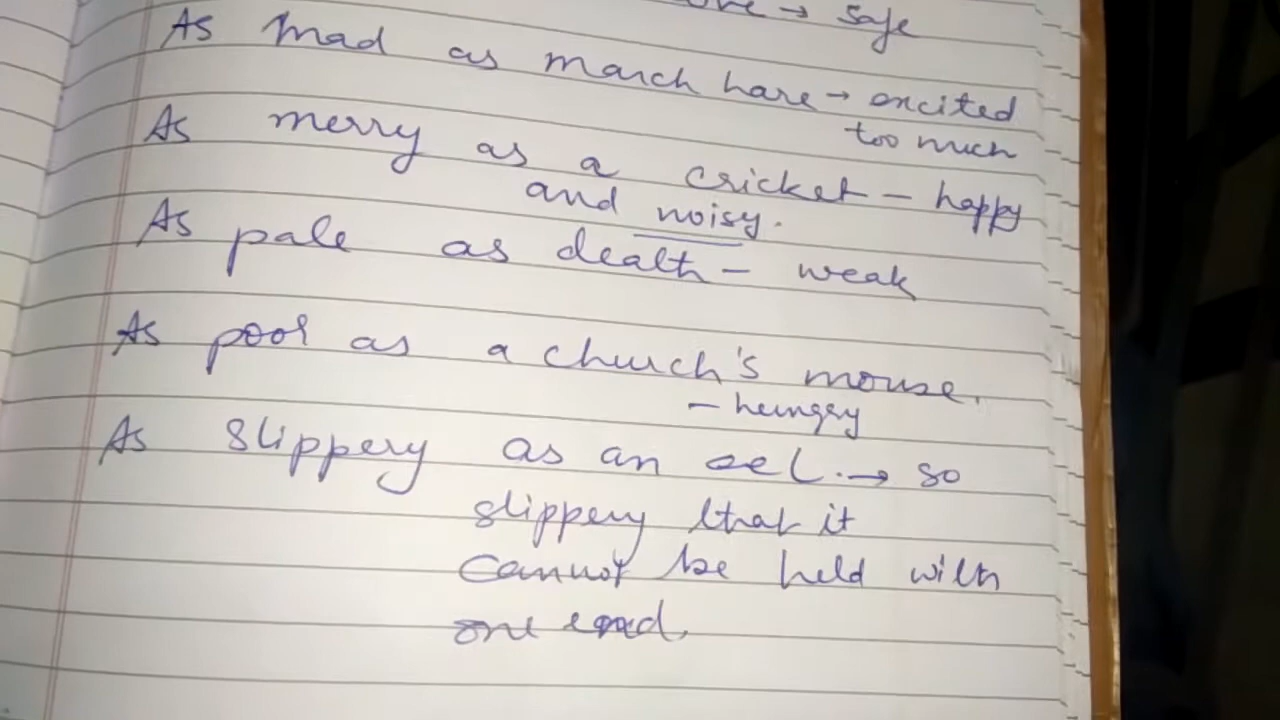 → safe
As mad as march hare → excited
too much
As merry as a cricket – happy
and noisy.
As pale as death – weak
As poor as a church's mouse.
– hungry
As slippery as an eel. → so
slippery that it
cannot be held with
one